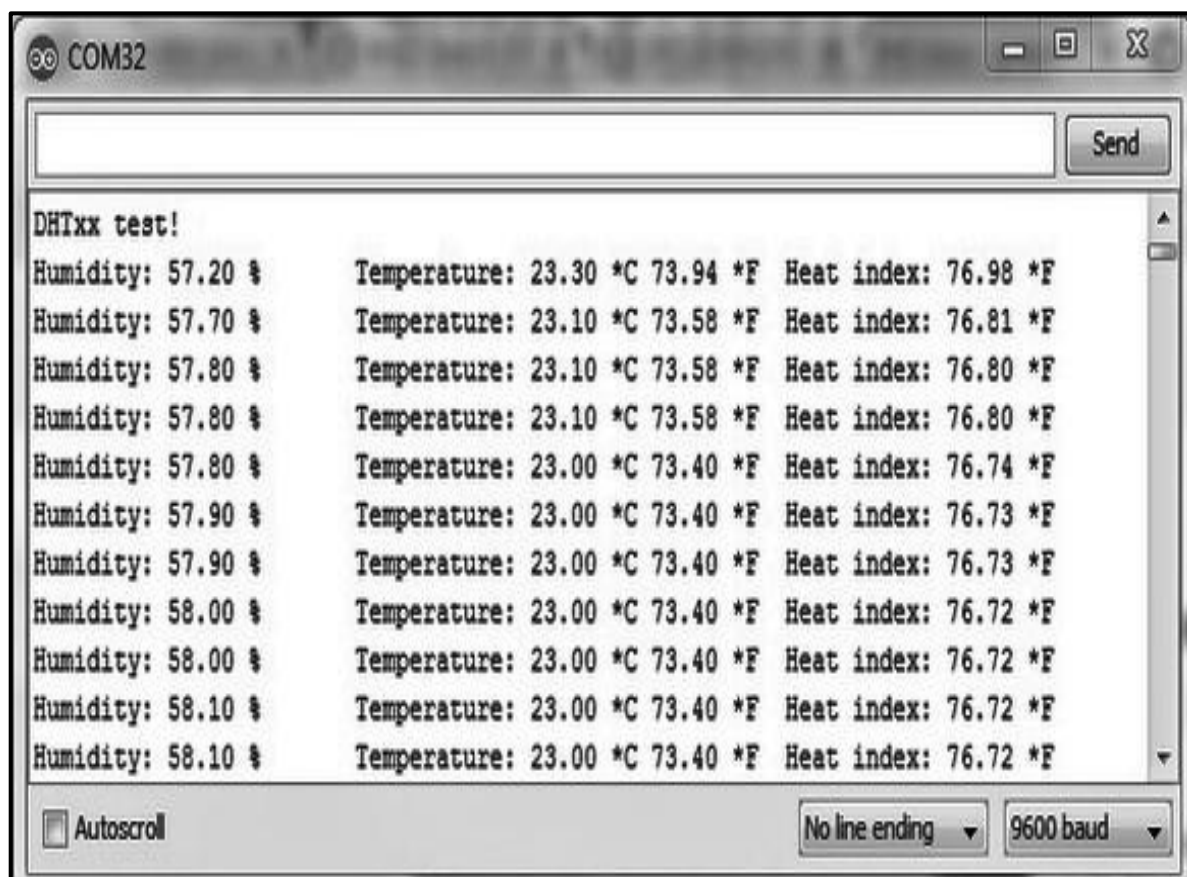 COM32
Send
DHTxx test!
Humidity: 57.20 % Temperature: 23.30 *C 73.94 *F Heat index: 76.98 *F
Humidity: 57.70 % Temperature: 23.10 *C 73.58 *F Heat index: 76.81 *F
Humidity: 57.80 % Temperature: 23.10 *C 73.58 *F Heat index: 76.80 *F
Humidity: 57.80 % Temperature: 23.10 *C 73.58 *F Heat index: 76.80 *F
Humidity: 57.80 % Temperature: 23.00 *C 73.40 *F Heat index: 76.74 *F
Humidity: 57.90 % Temperature: 23.00 *C 73.40 *F Heat index: 76.73 *F
Humidity: 57.90 % Temperature: 23.00 *C 73.40 *F Heat index: 76.73 *F
Humidity: 58.00 % Temperature: 23.00 *C 73.40 *F Heat index: 76.72 *F
Humidity: 58.00 % Temperature: 23.00 *C 73.40 *F Heat index: 76.72 *F
Humidity: 58.10 % Temperature: 23.00 *C 73.40 *F Heat index: 76.72 *F
Humidity: 58.10 % Temperature: 23.00 *C 73.40 *F Heat index: 76.72 *F
Autoscroll No line ending 9600 baud